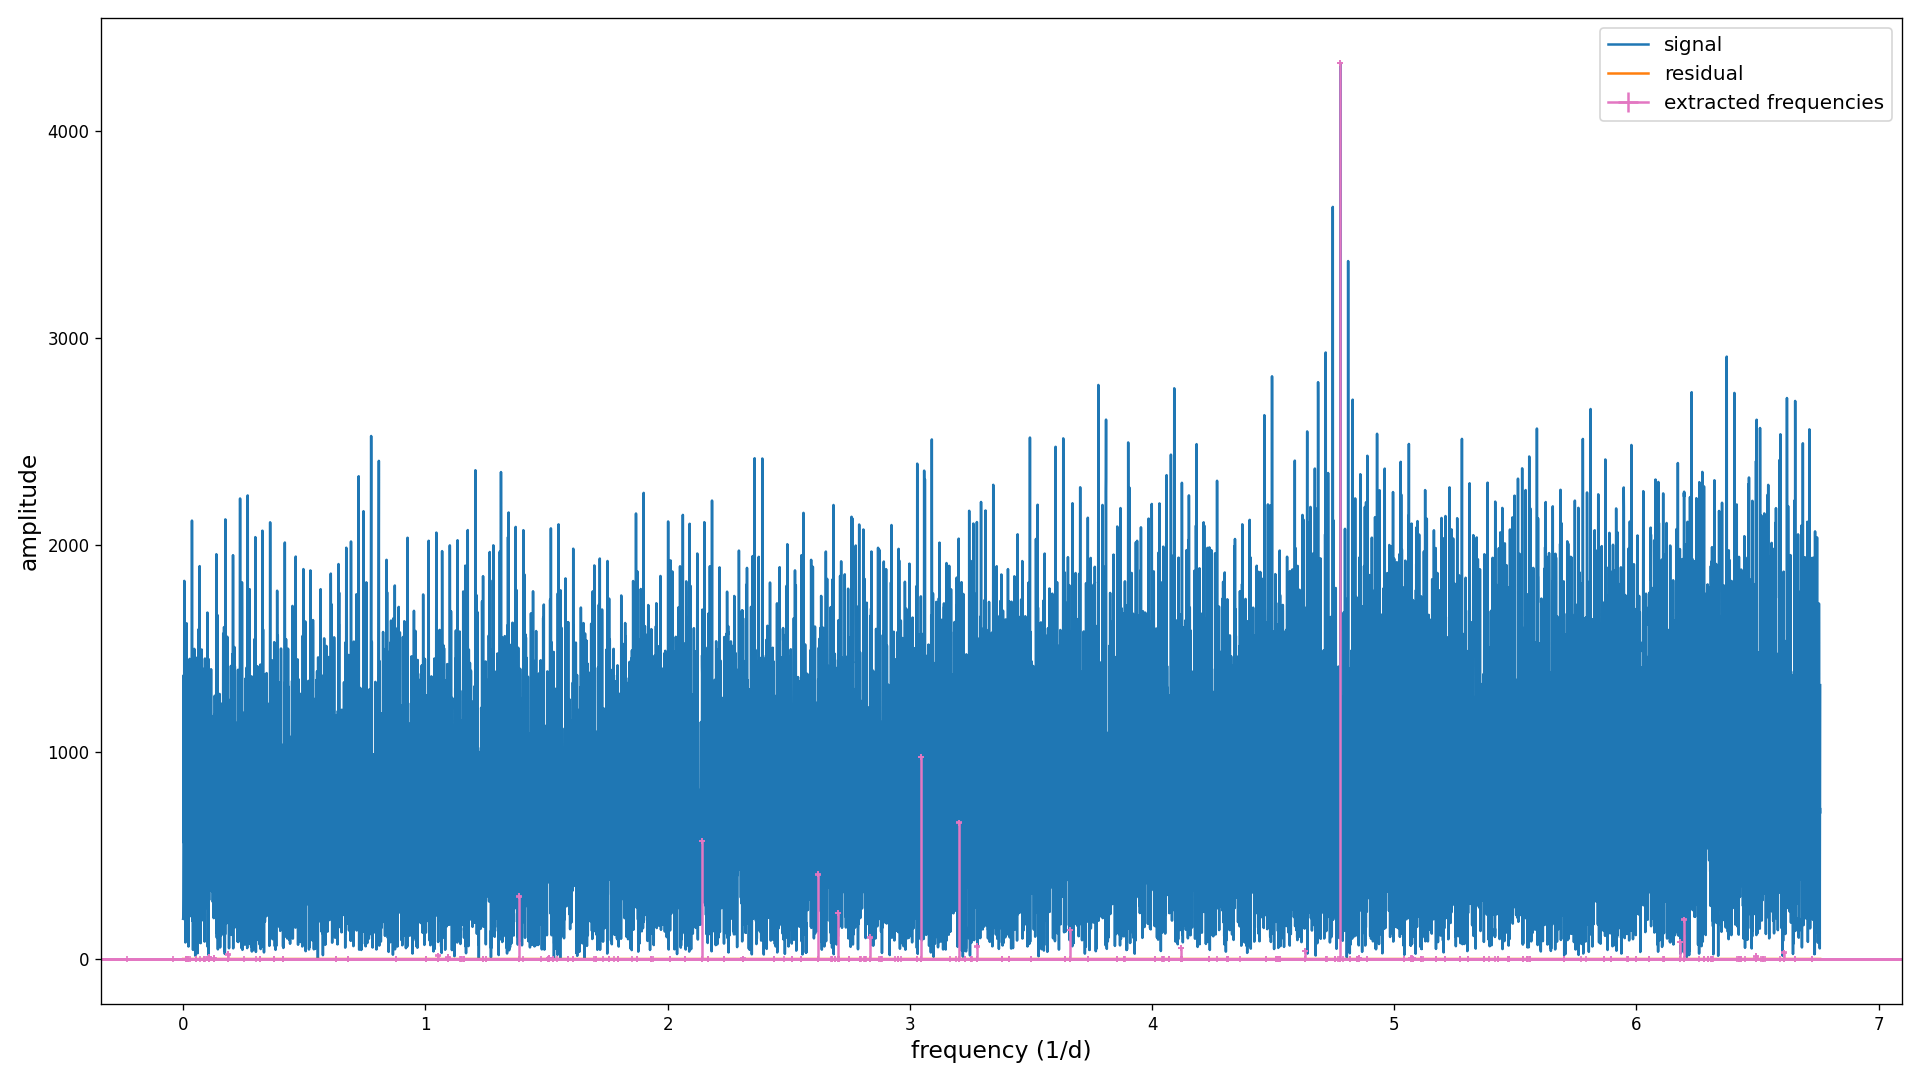 signal
residual
extracted frequencies
amplitude
4000
3000
2000
1000
0
0 1 2 3 4 5 6 7
frequency (1/d)